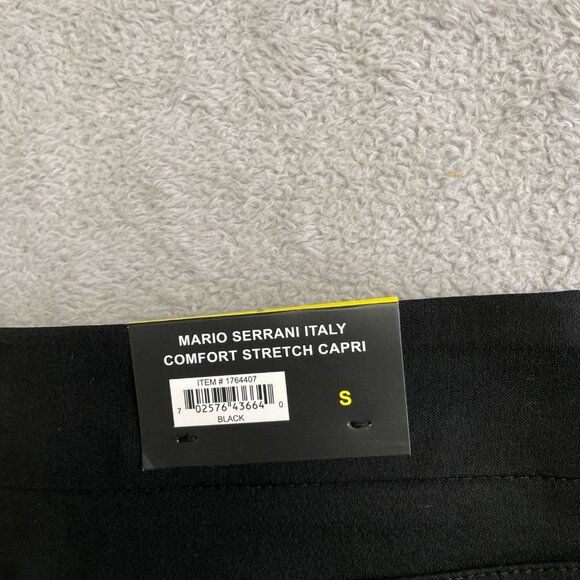 MARIO SERRANI ITALY
COMFORT STRETCH CAPRI
ITEM # 1764407
7 02576 43664 0
BLACK
S